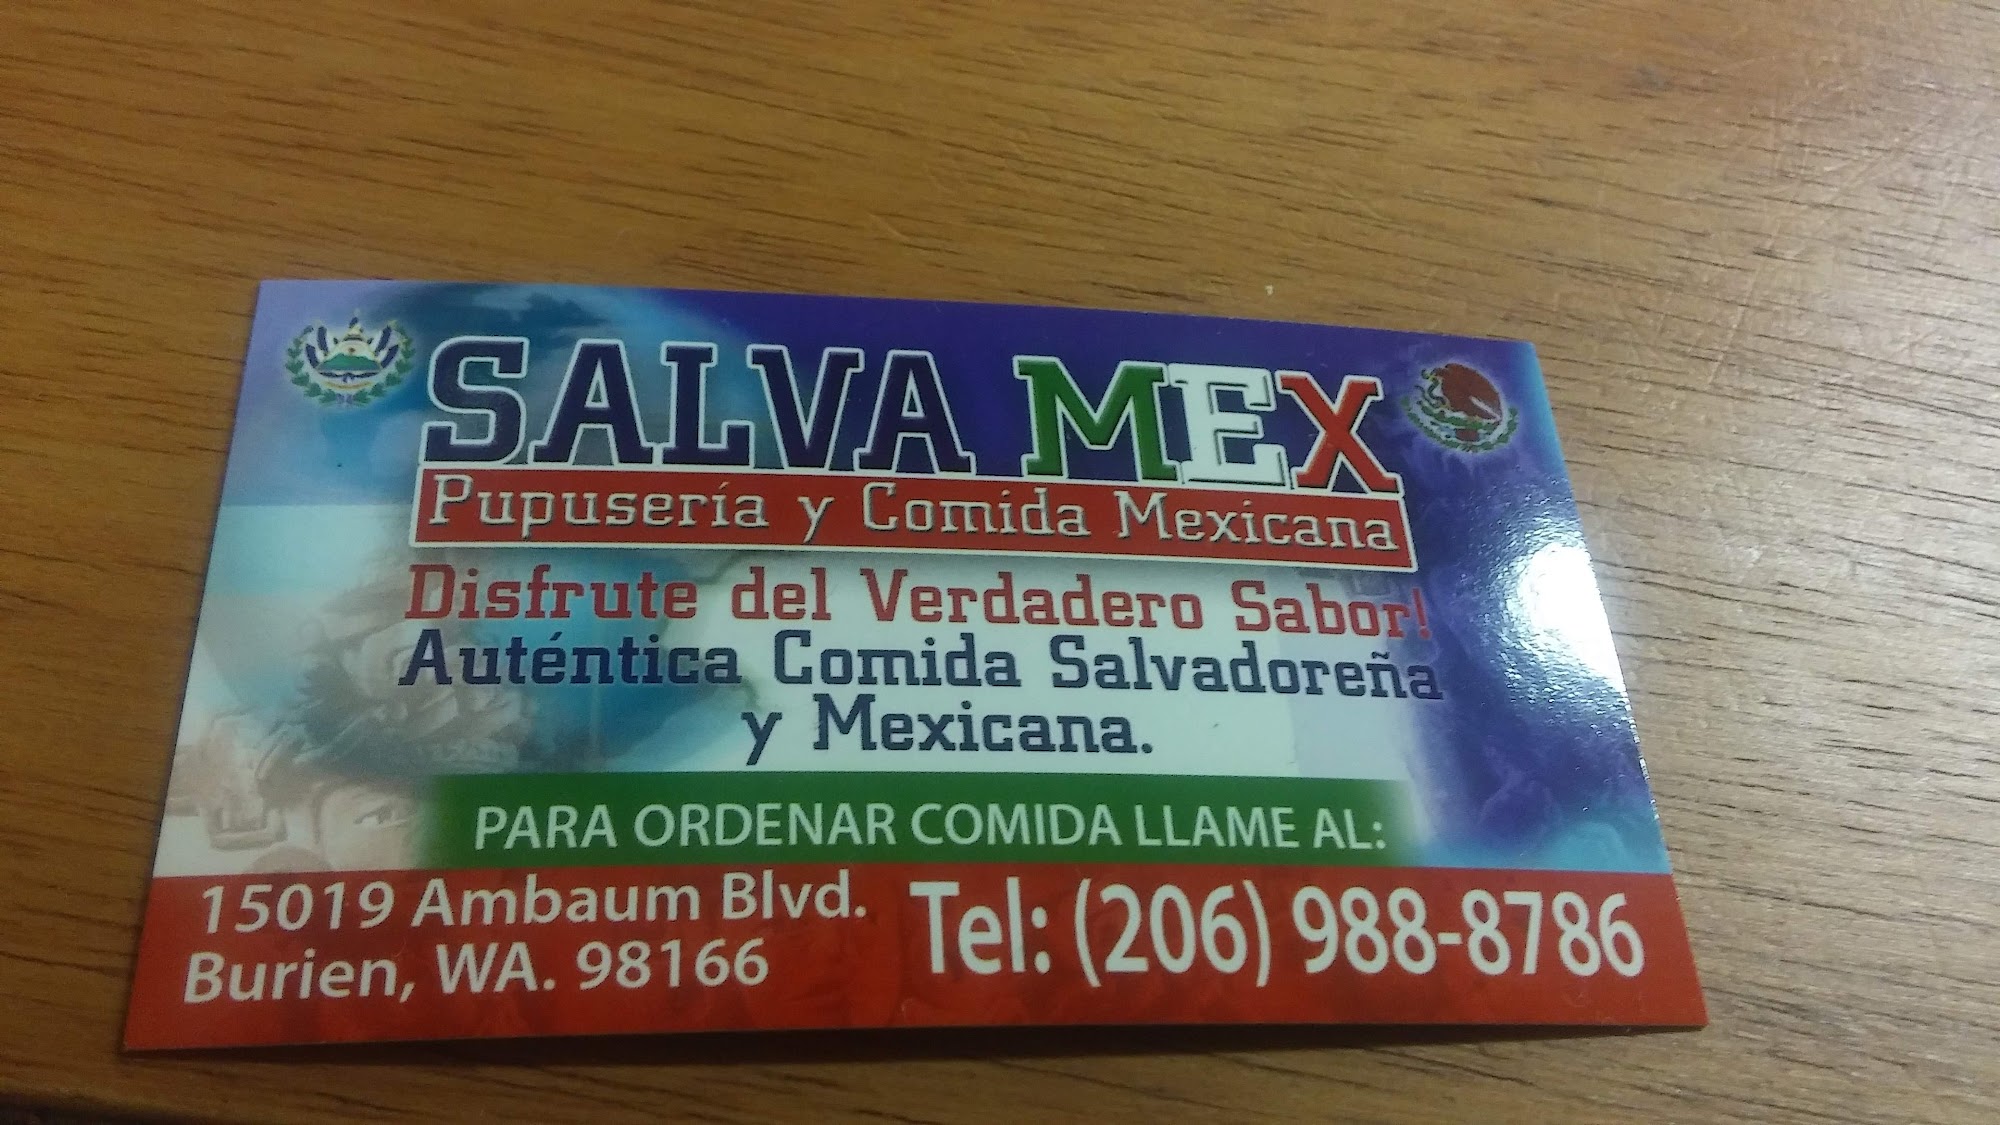 SALVA MEX
Pupusería y Comida Mexicana
Disfrute del Verdadero Sabor!
Auténtica Comida Salvadoreña
y Mexicana.
PARA ORDENAR COMIDA LLAME AL:
15019 Ambaum Blvd.
Burien, WA. 98166
Tel: (206) 988-8786